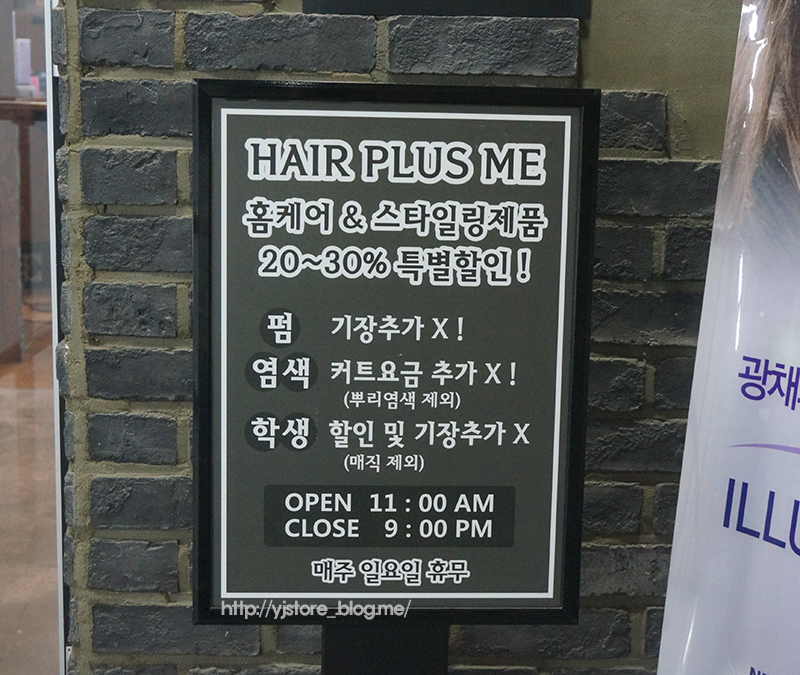 HAIR PLUS ME
홈케어 & 스타일링제품
20~30% 특별할인 !
펌 기장추가 X !
염색 커트요금 추가 X !
(뿌리염색 제외)
학생 할인 및 기장추가 X
(매직 제외)
OPEN 11 : 00 AM
CLOSE 9 : 00 PM
매주 일요일 휴무
http://yjstore_blog.me/
광채
ILLU